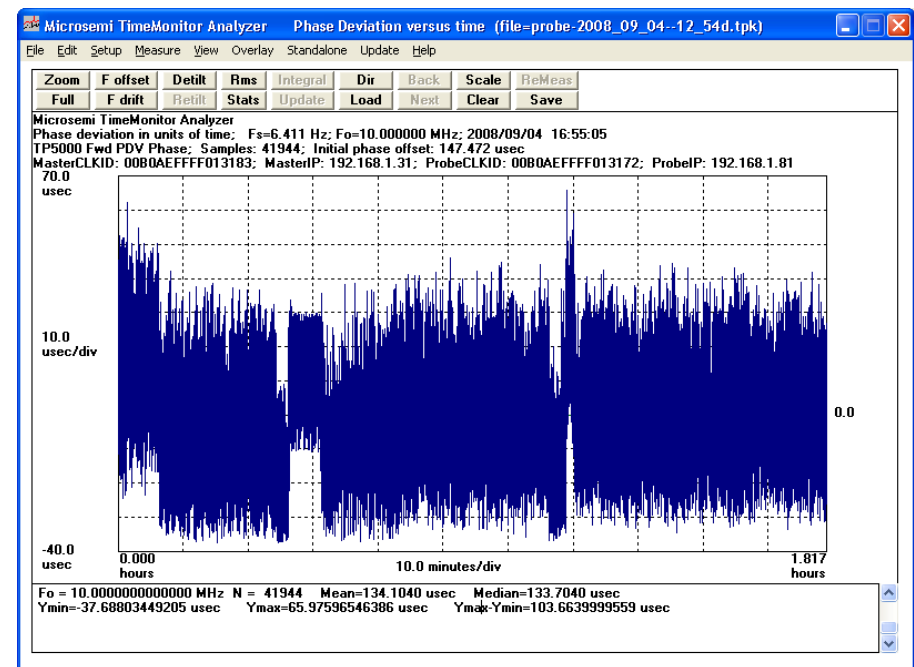 Microsemi TimeMonitor Analyzer Phase Deviation versus time (file=probe-2008_09_04--12_54d.tpk)
File Edit Setup Measure View Overlay Standalone Update Help
Zoom F offset Detilt Rms Integral Dir Back Scale ReMeas
Full F drift Retilt Stats Update Load Next Clear Save
Microsemi TimeMonitor Analyzer
Phase deviation in units of time; Fs=6.411 Hz; Fo=10.000000 MHz; 2008/09/04 16:55:05
TP5000 Fwd PDV Phase; Samples: 41944; Initial phase offset: 147.472 usec
MasterCLKID: 00B0AEFFFF013183; MasterIP: 192.168.1.31; ProbeCLKID: 00B0AEFFFF013172; ProbeIP: 192.168.1.81
70.0
usec
10.0
usec/div
0.0
-40.0
usec
0.000
hours
10.0 minutes/div
1.817
hours
Fo = 10.0000000000000 MHz N = 41944 Mean=134.1040 usec Median=133.7040 usec
Ymin=-37.68803449205 usec Ymax=65.97596546386 usec Ymax-Ymin=103.6639999559 usec